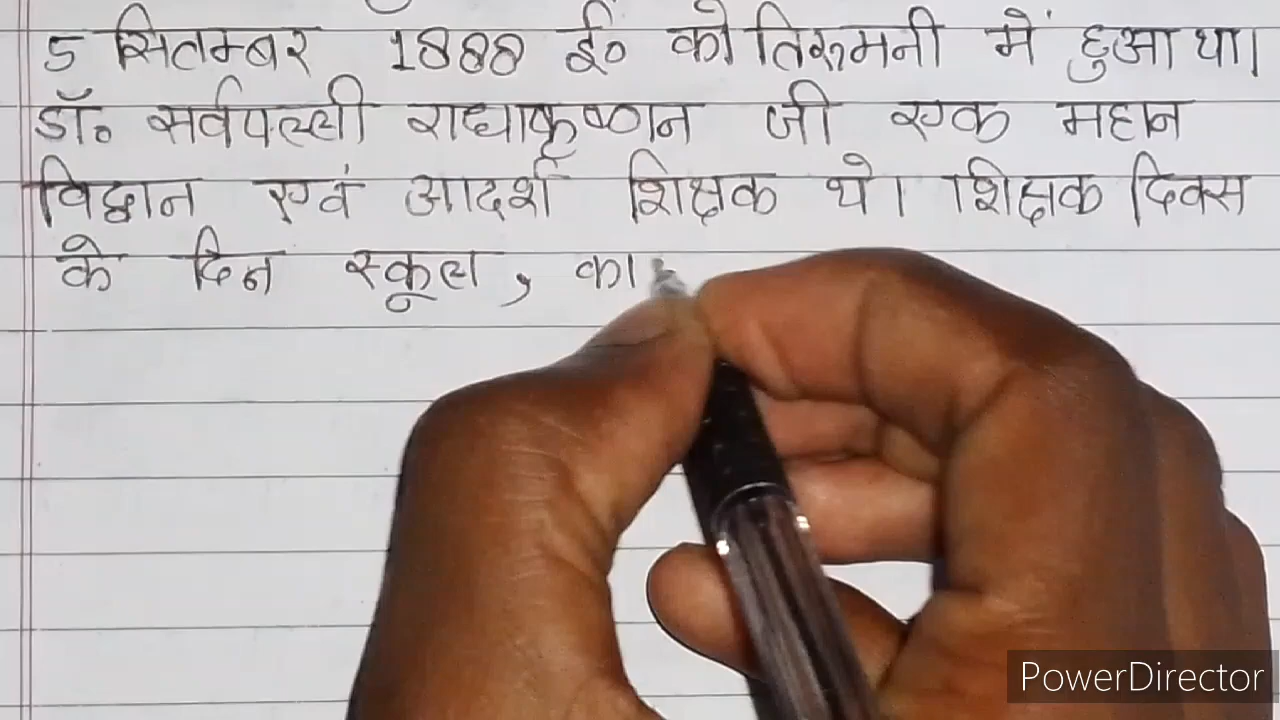 5 सितम्बर 1888 ई० को तिरुमनी में हुआ था।
डॉ० सर्वपल्ली राधाकृष्णन जी एक महान
विद्वान एवं आदर्श शिक्षक थे। शिक्षक दिवस
के दिन स्कूल, का
PowerDirector